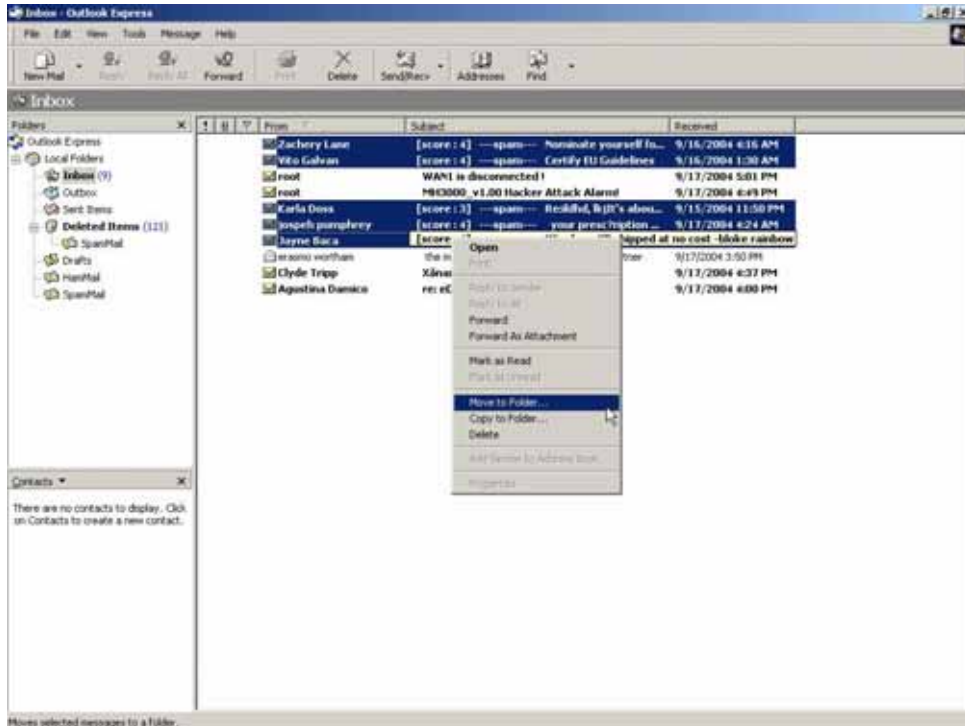 Inbox - Outlook Express
File Edit View Tools Message Help
New Mail Reply Reply All Forward Print Delete Send/Recv Addresses Find
Inbox
Folders
Outlook Express
Local Folders
Inbox (9)
Outbox
Sent Items
Deleted Items (121)
SpamMail
Drafts
HamMail
SpamMail
! From Subject Received
Zachery Lane [score : 4] ----spam---- Nominate yourself fo... 9/16/2004 4:16 AM
Vito Galvan [score : 4] ----spam---- Certify EU Guidelines 9/16/2004 1:30 AM
root WAN1 is disconnected ! 9/17/2004 5:01 PM
root MH3000_v1.00 Hacker Attack Alarm! 9/17/2004 4:49 PM
Karla Doss [score : 3] ----spam---- 9/15/2004 11:50 PM
jospeh pumphrey [score : 4] ----spam---- your presc?ription ... 9/17/2004 4:24 AM
Jayne Baca [score hipped at no cost -bloke rainbow
erasmo wortham the 9/17/2004 3:50 PM
Clyde Tripp 9/17/2004 4:37 PM
Agustina Damico re: 9/17/2004 4:00 PM
Open
Print
Reply to Sender
Reply to All
Forward
Forward As Attachment
Mark as Read
Mark as Unread
Move to Folder...
Copy to Folder...
Delete
Add Sender to Address Book
Properties
Contacts
There are no contacts to display. Click
on Contacts to create a new contact.
Moves selected messages to a folder.